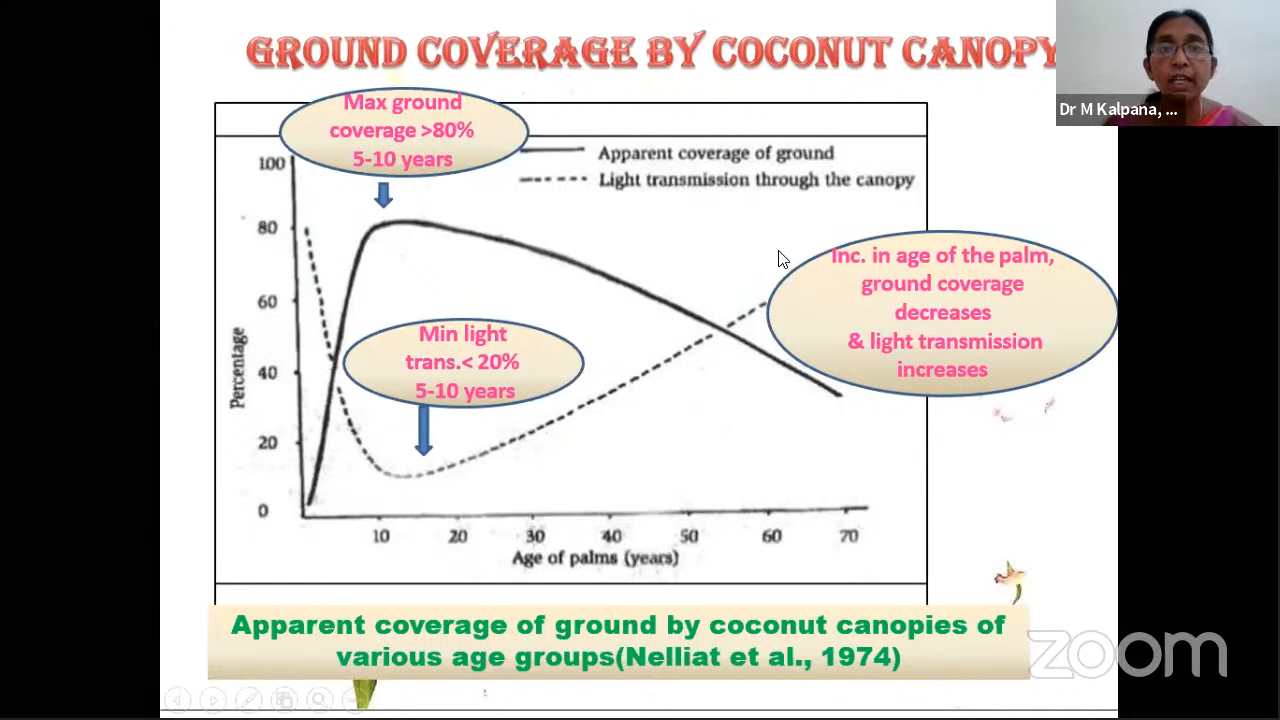 GROUND COVERAGE BY COCONUT CANOPY
Dr M Kalpana, ...
Max ground
coverage >80%
5-10 years
Apparent coverage of ground
Light transmission through the canopy
100
80
60
40
20
0
Percentage
Inc. in age of the palm,
ground coverage
decreases
& light transmission
increases
Min light
trans.< 20%
5-10 years
10 20 30 40 50 60 70
Age of palms (years)
Apparent coverage of ground by coconut canopies of
various age groups(Nelliat et al., 1974)
zoom